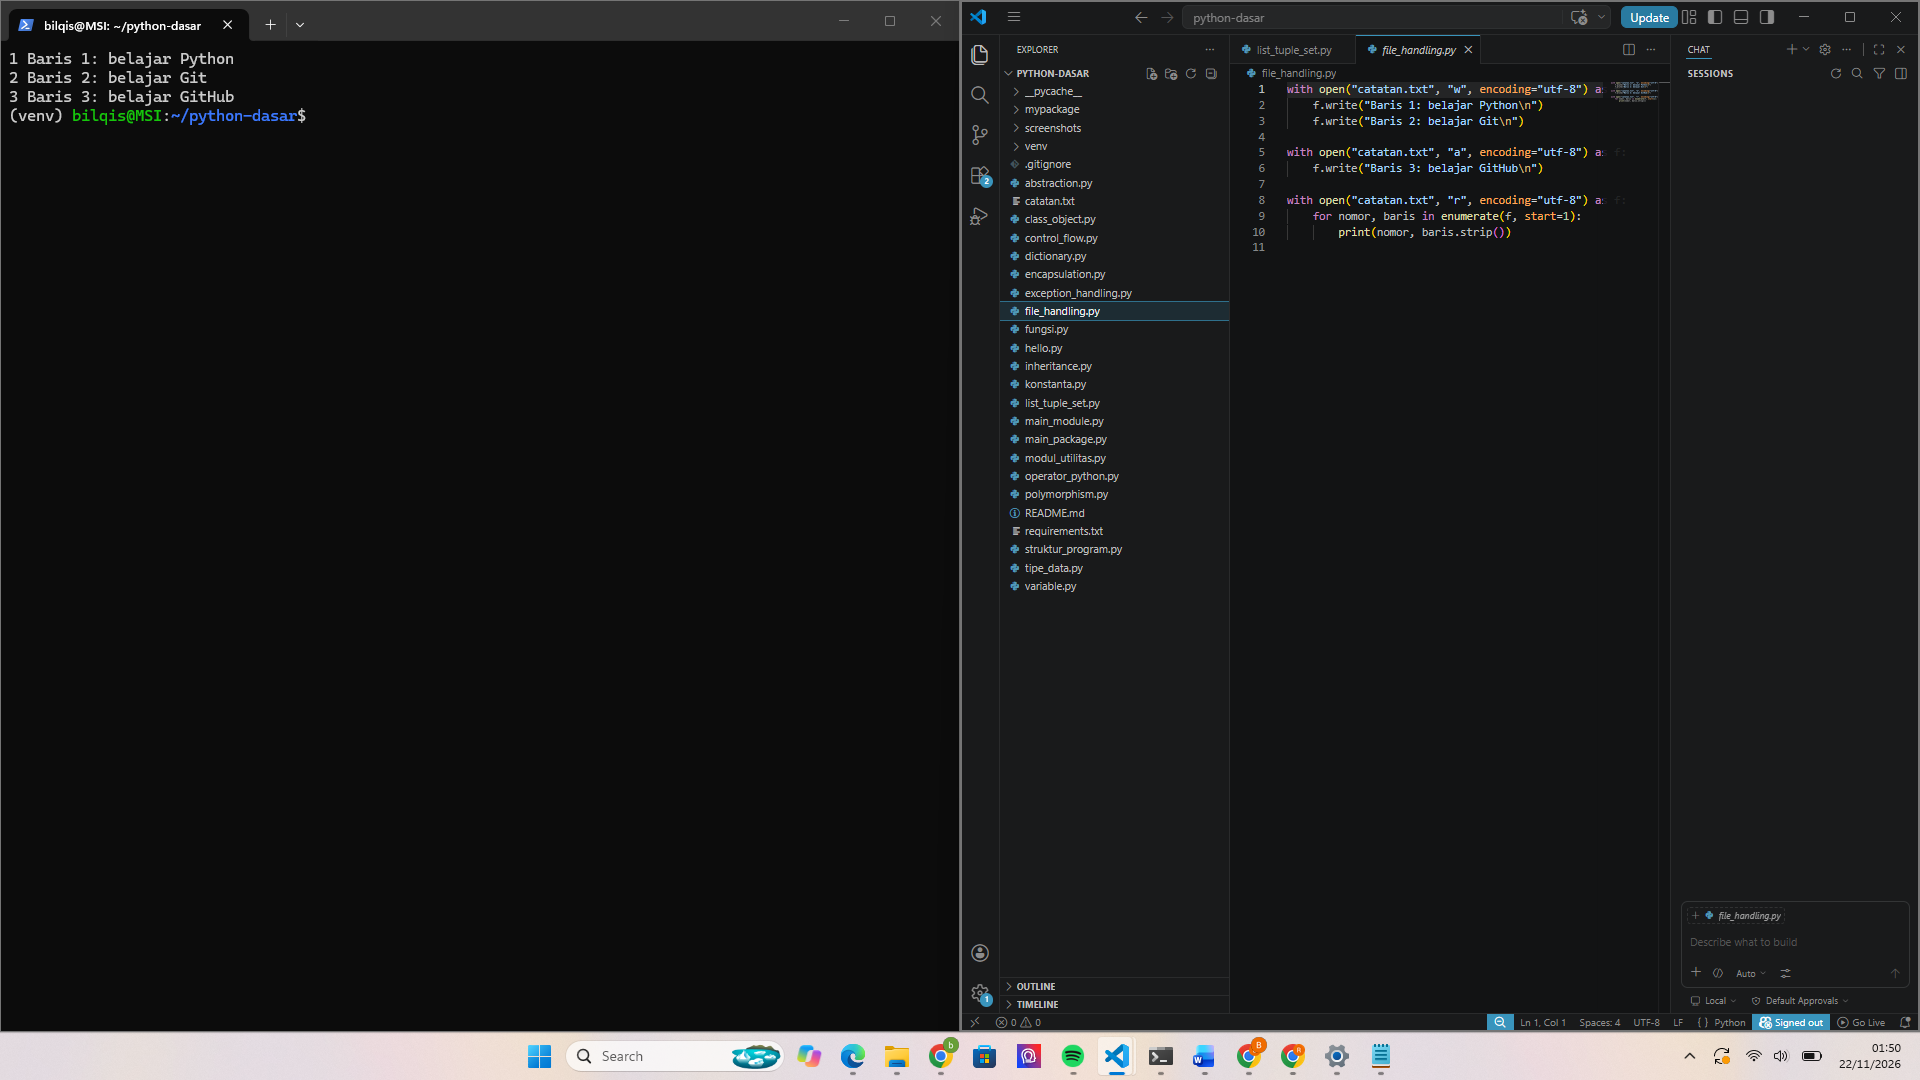 bilqis@MSI: ~/python-dasar
1 Baris 1: belajar Python
2 Baris 2: belajar Git
3 Baris 3: belajar GitHub
(venv) bilqis@MSI:~/python-dasar$
python-dasar
Update
EXPLORER
PYTHON-DASAR
__pycache__
mypackage
screenshots
venv
.gitignore
abstraction.py
catatan.txt
class_object.py
control_flow.py
dictionary.py
encapsulation.py
exception_handling.py
file_handling.py
fungsi.py
hello.py
inheritance.py
konstanta.py
list_tuple_set.py
main_module.py
main_package.py
modul_utilitas.py
operator_python.py
polymorphism.py
README.md
requirements.txt
struktur_program.py
tipe_data.py
variable.py
OUTLINE
TIMELINE
list_tuple_set.py
file_handling.py
file_handling.py
1 with open("catatan.txt", "w", encoding="utf-8") as
2 f.write("Baris 1: belajar Python\n")
3 f.write("Baris 2: belajar Git\n")
4
5 with open("catatan.txt", "a", encoding="utf-8") as f:
6 f.write("Baris 3: belajar GitHub\n")
7
8 with open("catatan.txt", "r", encoding="utf-8") as f:
9 for nomor, baris in enumerate(f, start=1):
10 print(nomor, baris.strip())
11
CHAT
SESSIONS
file_handling.py
Describe what to build
Auto
Local
Default Approvals
2
1
0 0
Ln 1, Col 1
Spaces: 4
UTF-8
LF
{ } Python
Signed out
Go Live
Search
01:50
22/11/2026